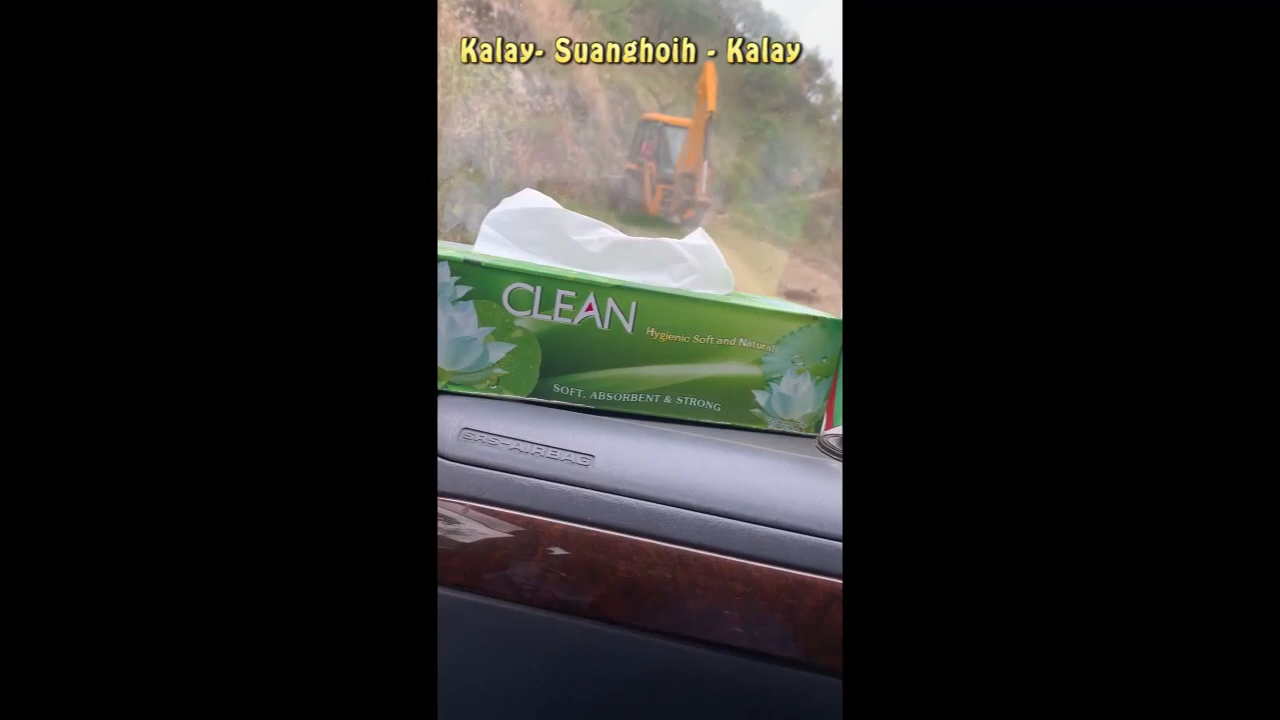 Kalay- Suanghoih - Kalay
CLEAN
Hygienic Soft and Natural
SOFT, ABSORBENT & STRONG
SRS-AIRBAG